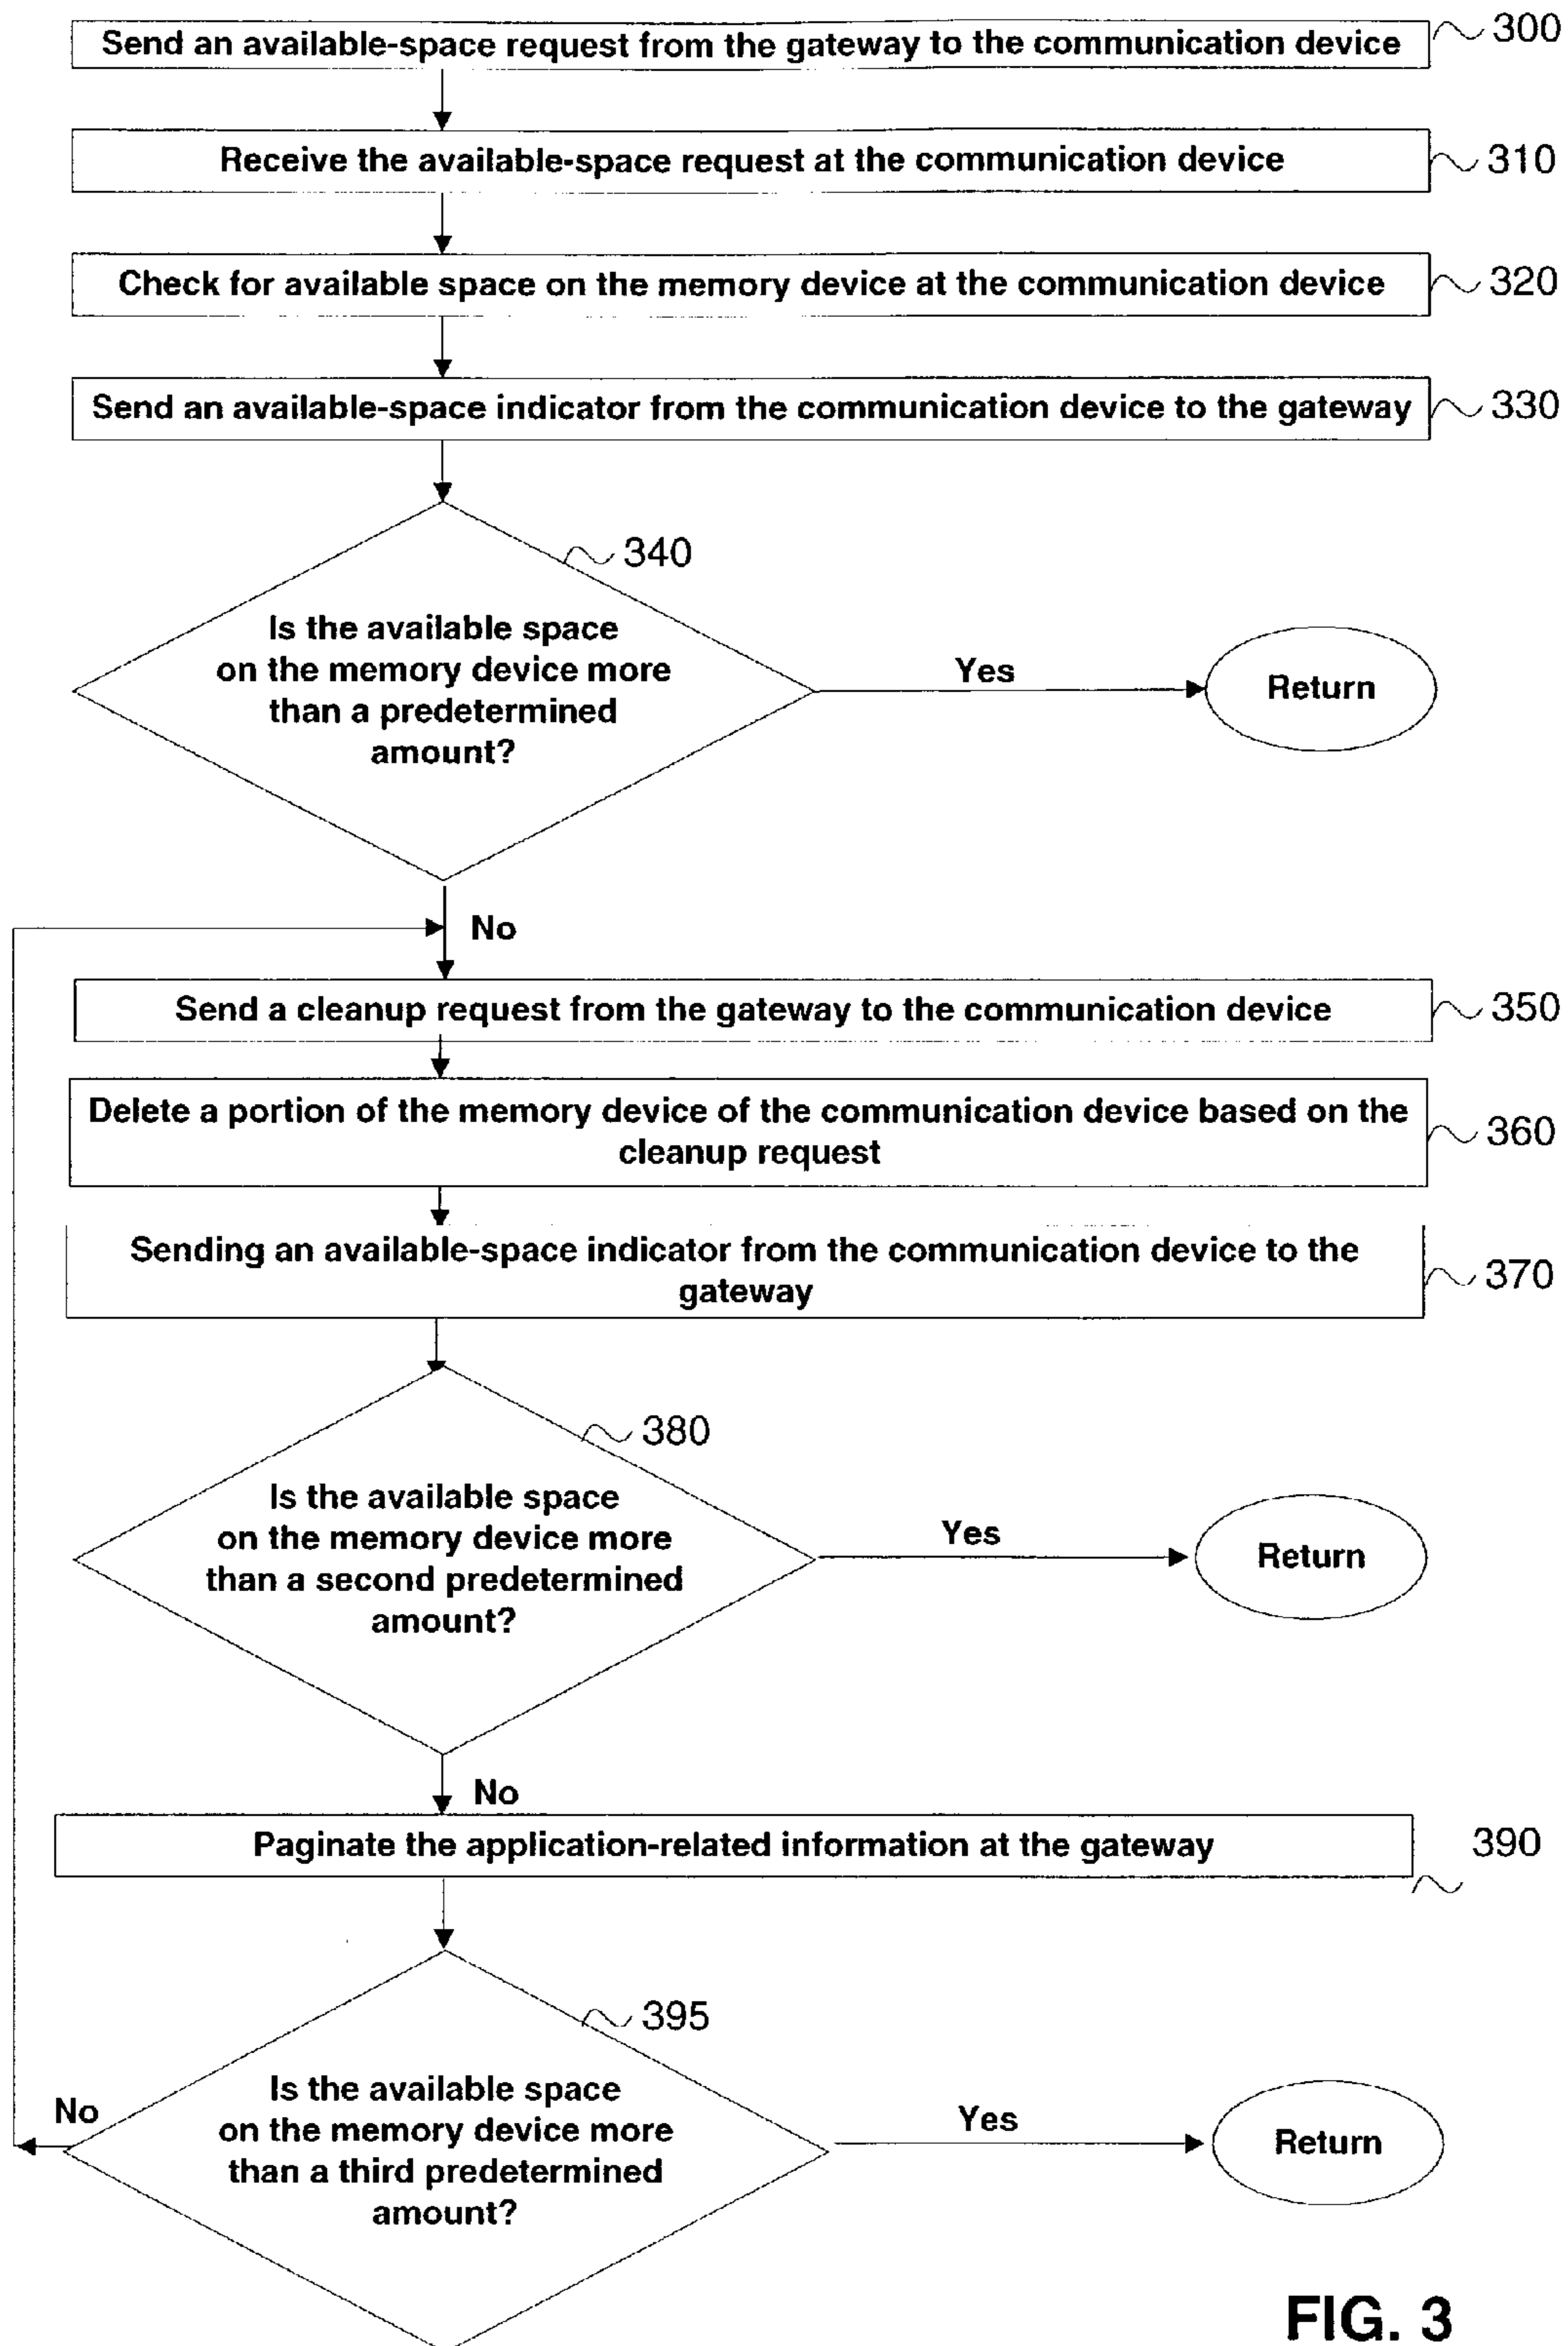 Send an available-space request from the gateway to the communication device
300
Receive the available-space request at the communication device
310
Check for available space on the memory device at the communication device
320
Send an available-space indicator from the communication device to the gateway
330
340
Is the available space
on the memory device more
than a predetermined
amount?
Yes
Return
No
Send a cleanup request from the gateway to the communication device
350
Delete a portion of the memory device of the communication device based on the
cleanup request
360
Sending an available-space indicator from the communication device to the
gateway
370
380
Is the available space
on the memory device more
than a second predetermined
amount?
Yes
Return
No
Paginate the application-related information at the gateway
390
395
Is the available space
on the memory device more
than a third predetermined
amount?
No
Yes
Return
FIG. 3